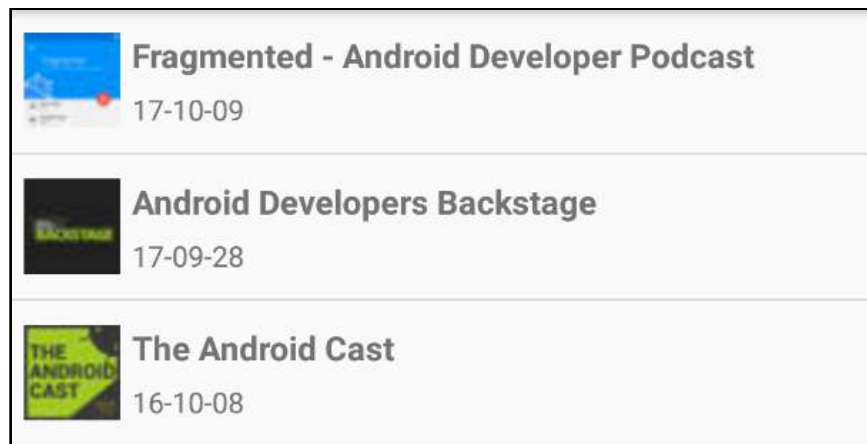 Fragmented - Android Developer Podcast
17-10-09
BACKSTAGE
Android Developers Backstage
17-09-28
THE
ANDROID
CAST
The Android Cast
16-10-08